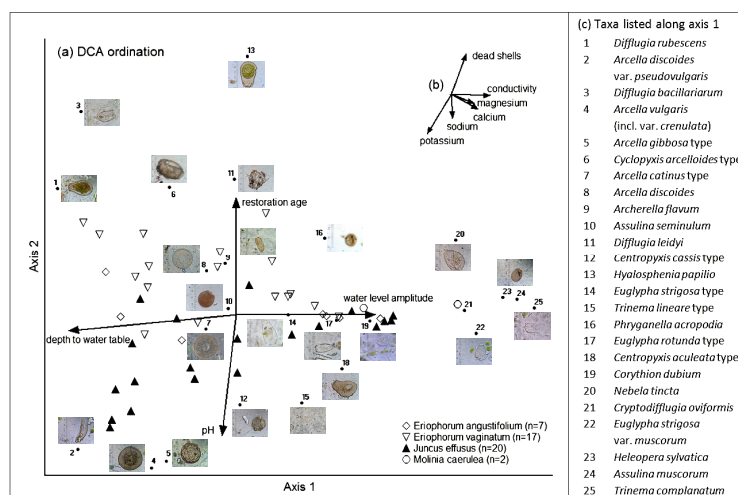 (a) DCA ordination
13
(b)
dead shells
conductivity
magnesium
calcium
sodium
potassium
3
1
6
11
restoration age
16
20
8
9
10
water level amplitude
21
23
24
25
depth to water table
7
14
17
19
22
18
12
15
pH
2
4
5
Axis 2
Axis 1
Eriophorum angustifolium (n=7)
Eriophorum vaginatum (n=17)
Juncus effusus (n=20)
Molinia caerulea (n=2)
(c) Taxa listed along axis 1
1 Difflugia rubescens
2 Arcella discoides
var. pseudovulgaris
3 Difflugia bacillariarum
4 Arcella vulgaris
(incl. var. crenulata)
5 Arcella gibbosa type
6 Cyclopyxis arcelloides type
7 Arcella catinus type
8 Arcella discoides
9 Archerella flavum
10 Assulina seminulum
11 Difflugia leidyi
12 Centropyxis cassis type
13 Hyalosphenia papilio
14 Euglypha strigosa type
15 Trinema lineare type
16 Phryganella acropodia
17 Euglypha rotunda type
18 Centropyxis aculeata type
19 Corythion dubium
20 Nebela tincta
21 Cryptodifflugia oviformis
22 Euglypha strigosa
var. muscorum
23 Heleopera sylvatica
24 Assulina muscorum
25 Trinema complanatum